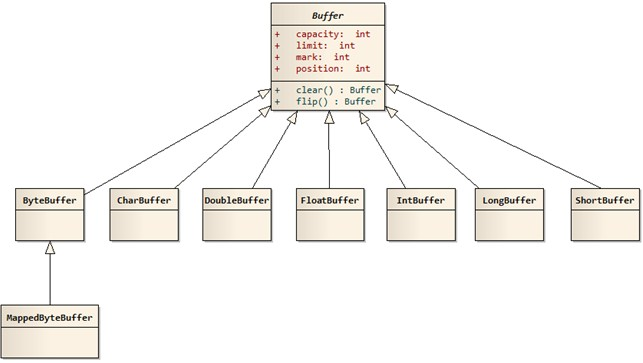 Buffer
+ capacity: int
+ limit: int
+ mark: int
+ position: int
+ clear() : Buffer
+ flip() : Buffer
ByteBuffer CharBuffer DoubleBuffer FloatBuffer IntBuffer LongBuffer ShortBuffer
MappedByteBuffer